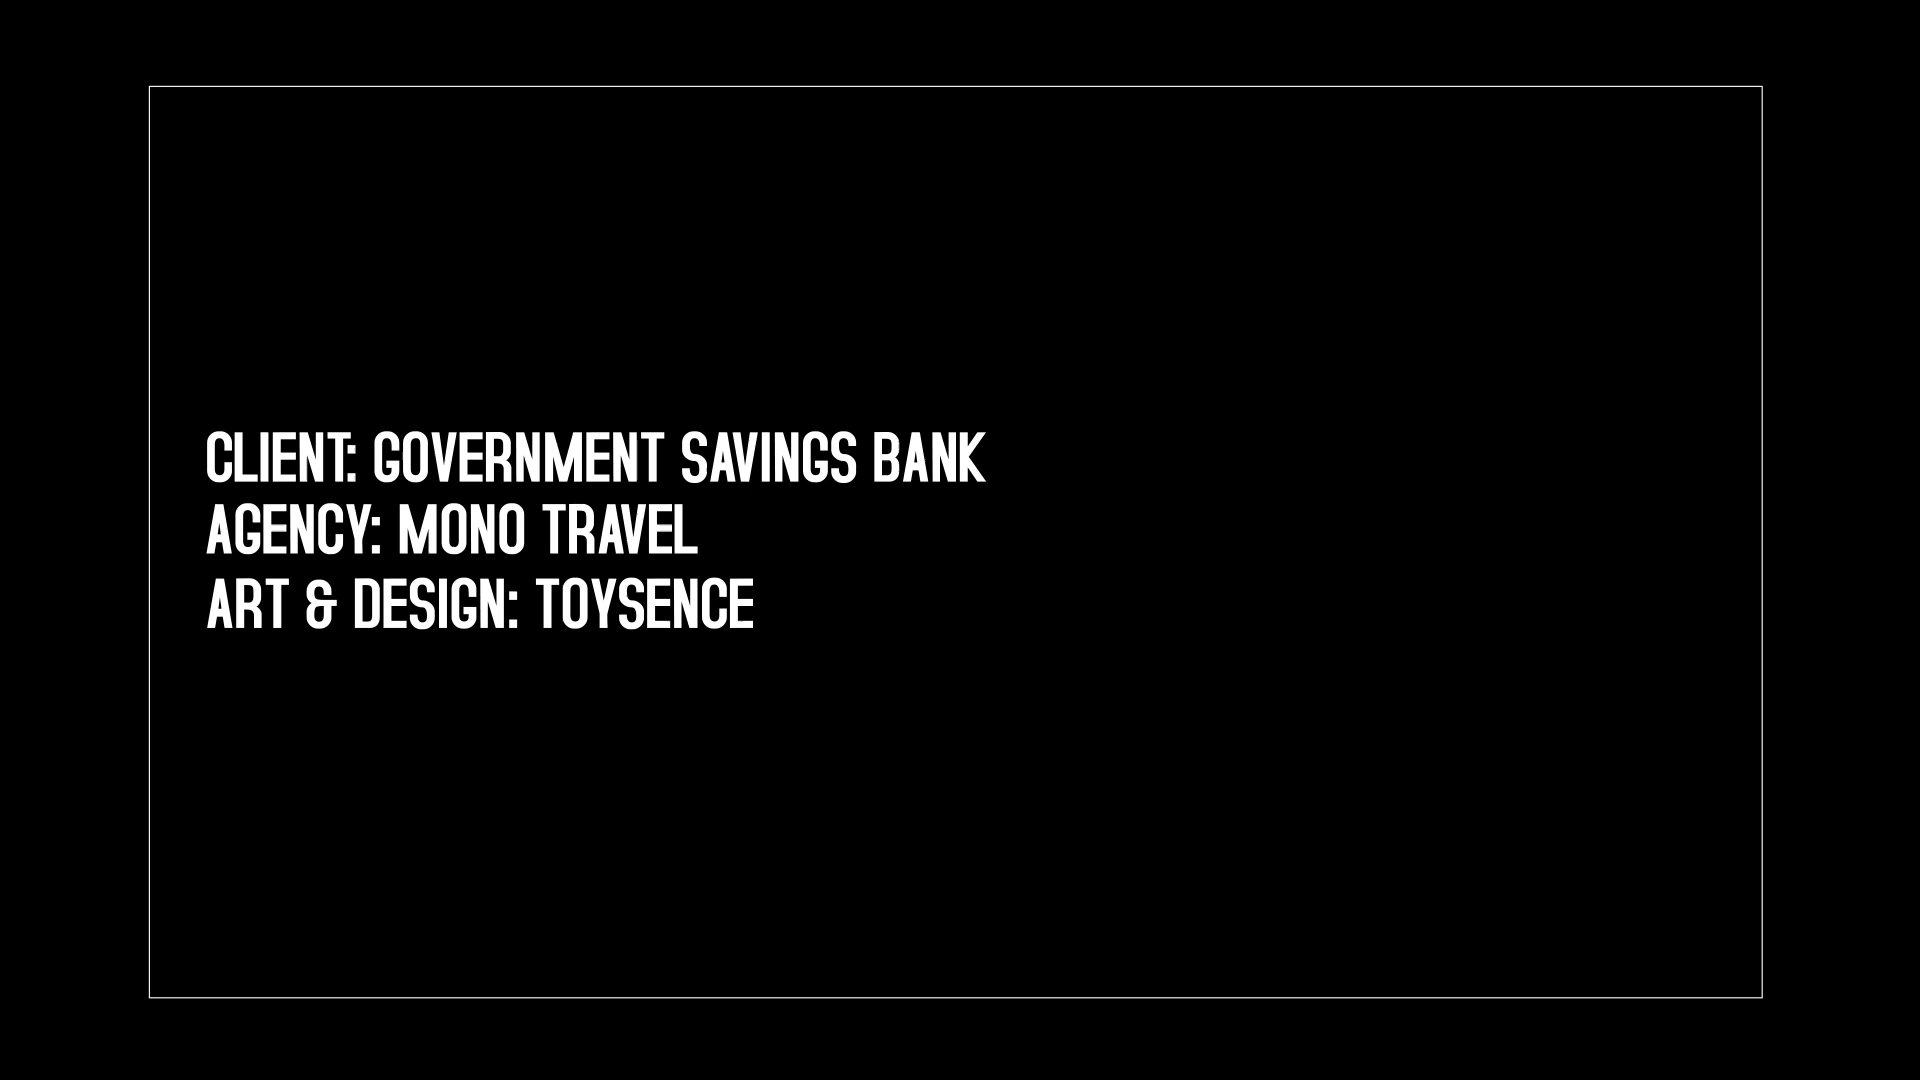 CLIENT: GOVERNMENT SAVINGS BANK
AGENCY: MONO TRAVEL
ART & DESIGN: TOYSENCE